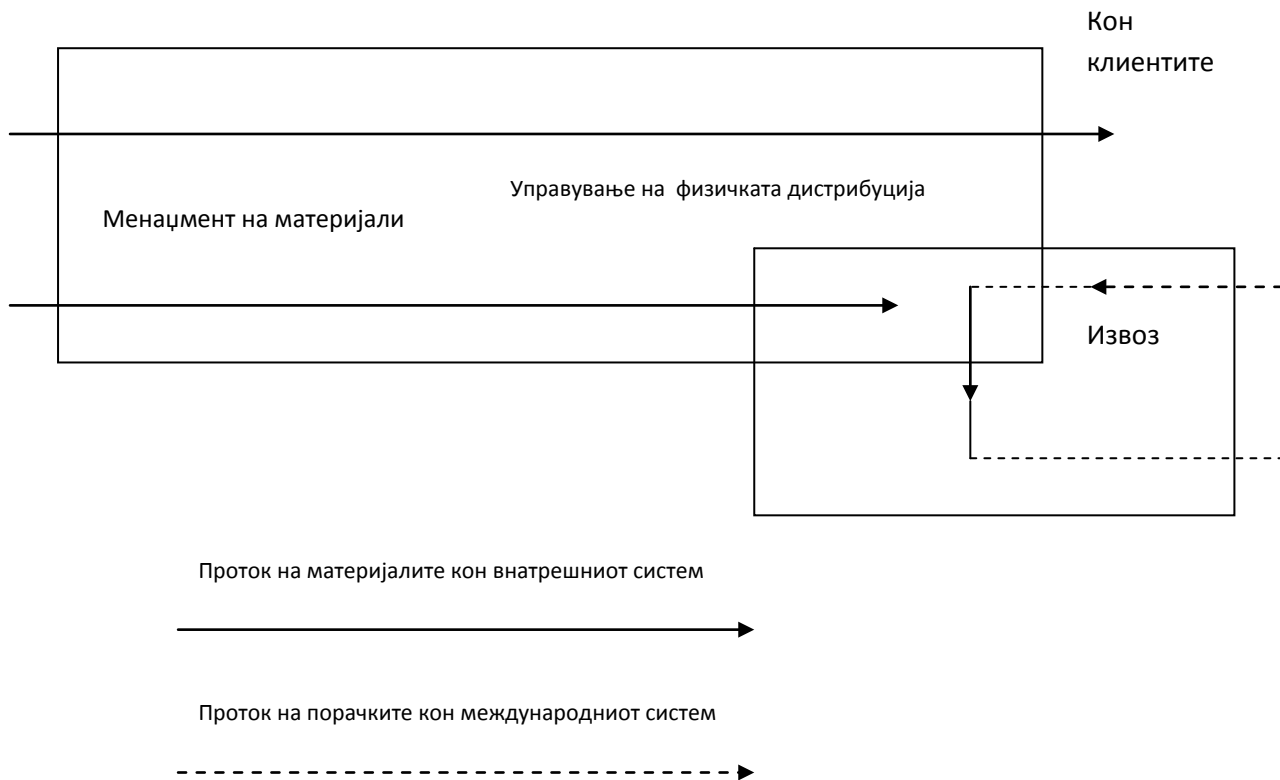 Кон
клиентите
Управување на  физичката дистрибуција
Менаџмент на материјали
Извоз
Проток на материјалите кон внатрешниот систем
Проток на порачките кон международниот систем